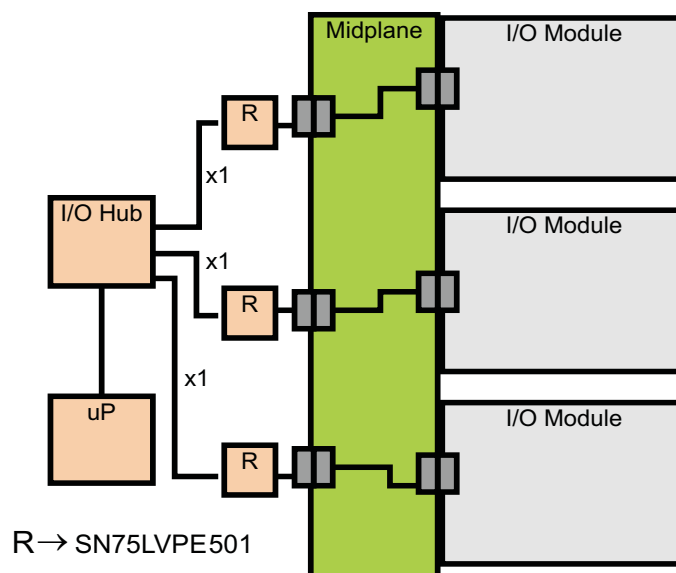 Midplane
I/O Module
R
x1
I/O Hub
I/O Module
x1
R
x1
uP
I/O Module
R
R→ SN75LVPE501